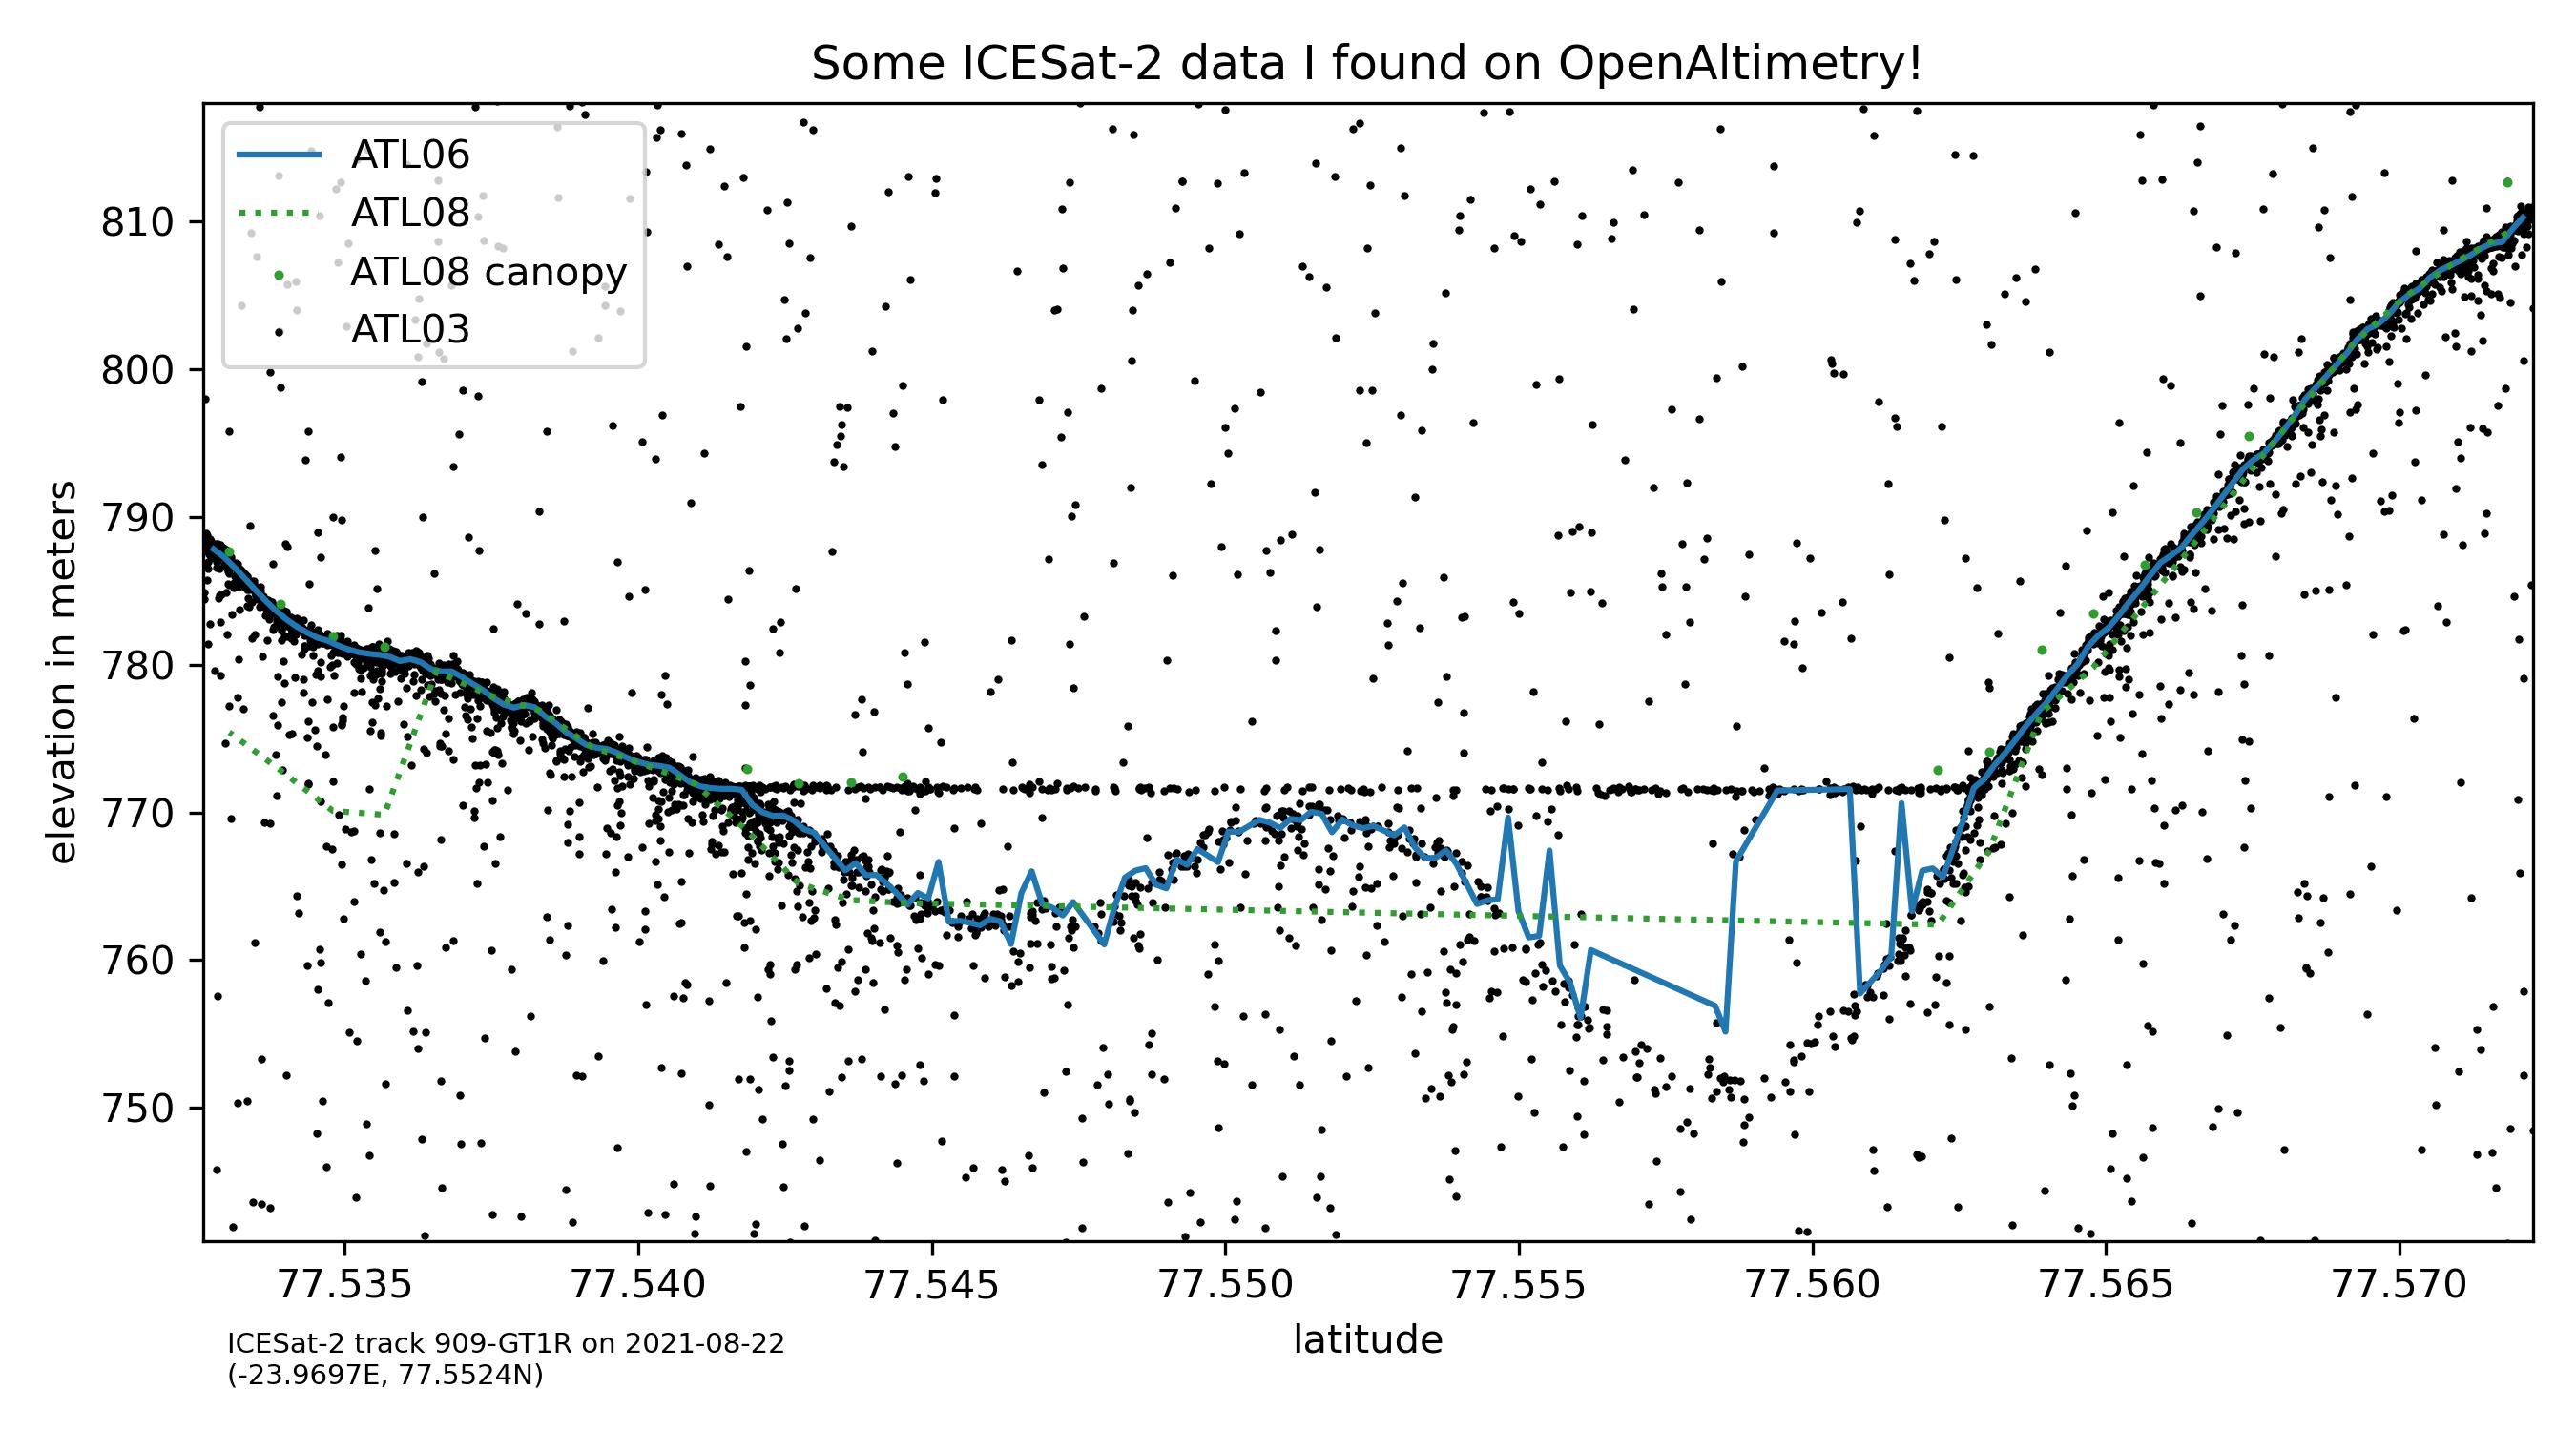 Some ICESat-2 data I found on OpenAltimetry!
ATL06
ATL08
ATL08 canopy
ATL03
elevation in meters
810
800
790
780
770
760
750
77.535 77.540 77.545 77.550 77.555 77.560 77.565 77.570
latitude
ICESat-2 track 909-GT1R on 2021-08-22
(-23.9697E, 77.5524N)